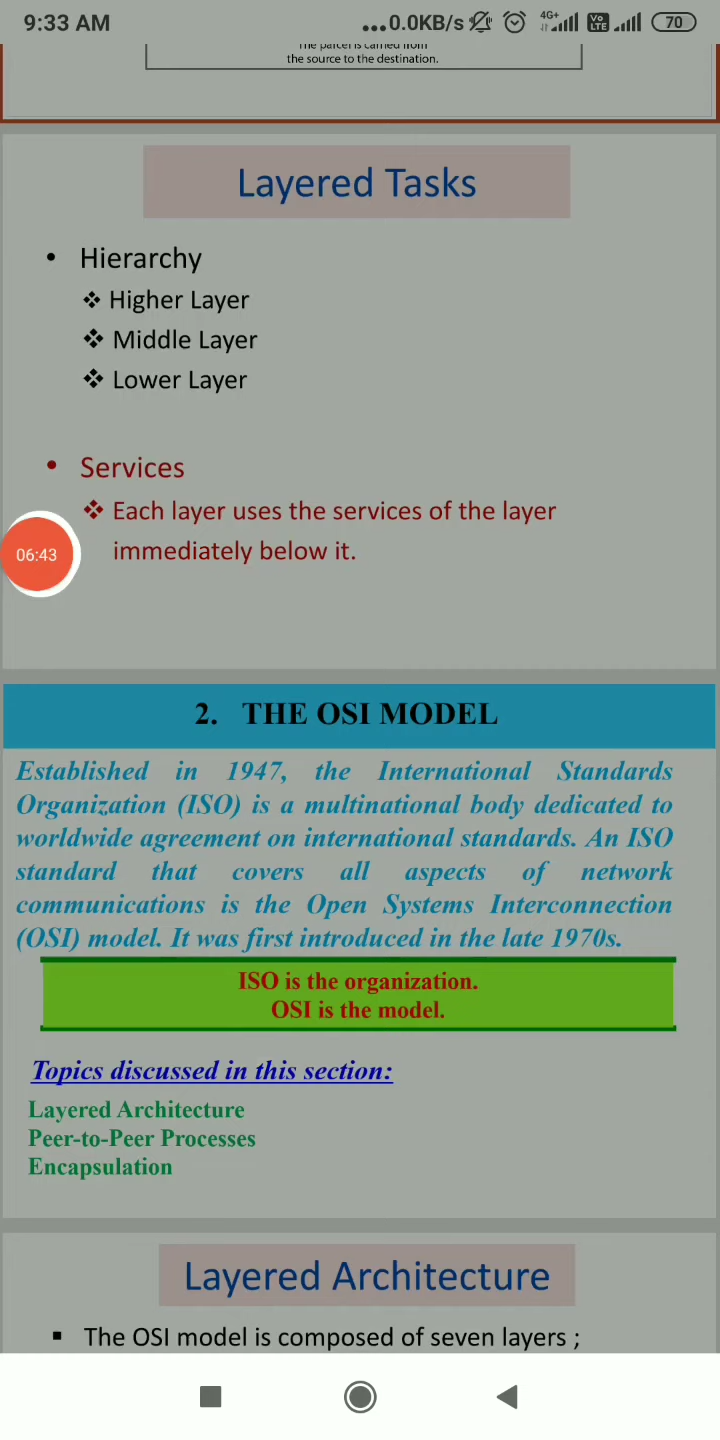 9:33 AM
...0.0KB/s 4G+ Vo LTE 70
The parcel is carried from
the source to the destination.
Layered Tasks
• Hierarchy
❖ Higher Layer
❖ Middle Layer
❖ Lower Layer
• Services
❖ Each layer uses the services of the layer
immediately below it.
06:43
2. THE OSI MODEL
Established in 1947, the International Standards
Organization (ISO) is a multinational body dedicated to
worldwide agreement on international standards. An ISO
standard that covers all aspects of network
communications is the Open Systems Interconnection
(OSI) model. It was first introduced in the late 1970s.
ISO is the organization.
OSI is the model.
Topics discussed in this section:
Layered Architecture
Peer-to-Peer Processes
Encapsulation
Layered Architecture
▪ The OSI model is composed of seven layers ;